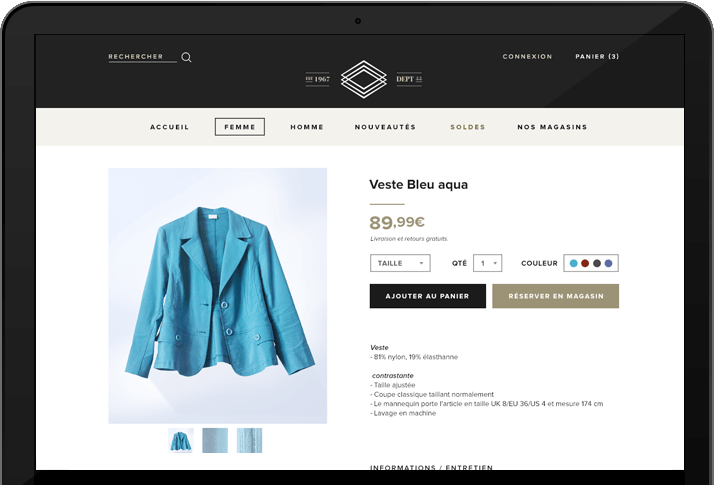 RECHERCHER
CONNEXION
PANIER (3)
EST 1967
DEPT 44
ACCUEIL
FEMME
HOMME
NOUVEAUTÉS
SOLDES
NOS MAGASINS
Veste Bleu aqua
89,99€
Livraison et retours gratuits.
TAILLE
QTÉ
1
COULEUR
AJOUTER AU PANIER
RÉSERVER EN MAGASIN
Veste
- 81% nylon, 19% élasthanne
contrastante
- Taille ajustée
- Coupe classique taillant normalement
- Le mannequin porte l'article en taille UK 8/EU 36/US 4 et mesure 174 cm
- Lavage en machine
INFORMATIONS / ENTRETIEN